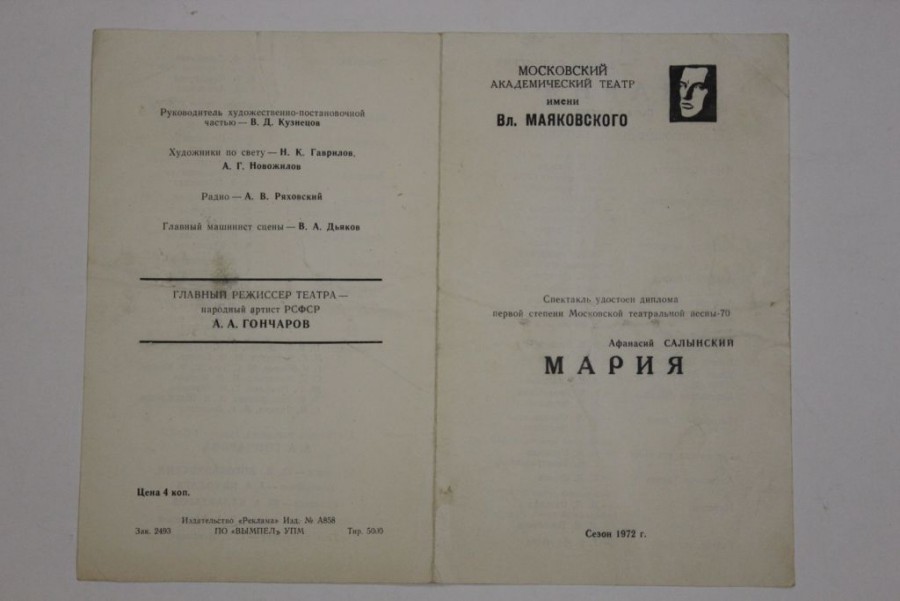 Руководитель художественно-постановочной
частью — В. Д. Кузнецов
Художники по свету — Н. К. Гаврилов,
А. Г. Новожилов
Радио — А. В. Ряховский
Главный машинист сцены — В. А. Дьяков
ГЛАВНЫЙ РЕЖИССЕР ТЕАТРА —
народный артист РСФСР
А. А. ГОНЧАРОВ
Цена 4 коп.
Издательство «Реклама» Изд. № А858
Зак. 2493 ПО «ВЫМПЕЛ» УПМ Тир.
МОСКОВСКИЙ
АКАДЕМИЧЕСКИЙ ТЕАТР
имени
Вл. МАЯКОВСКОГО
Спектакль удостоен диплома
первой степени Московской театральной весны-70
Афанасий САЛЫНСКИЙ
МАРИЯ
Сезон 1972 г.